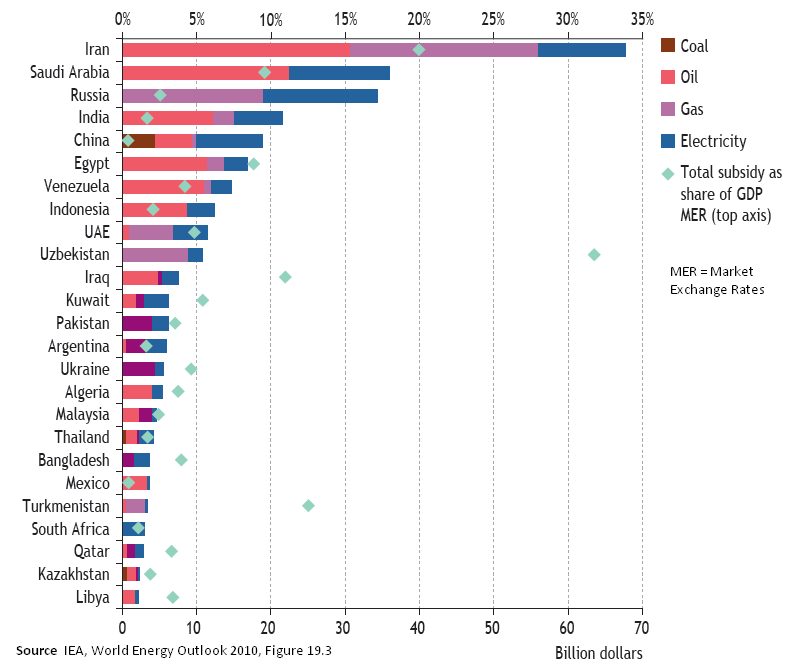 0% 5% 10% 15% 20% 25% 30% 35%
Iran
Saudi Arabia
Russia
India
China
Egypt
Venezuela
Indonesia
UAE
Uzbekistan
Iraq
Kuwait
Pakistan
Argentina
Ukraine
Algeria
Malaysia
Thailand
Bangladesh
Mexico
Turkmenistan
South Africa
Qatar
Kazakhstan
Libya
0 10 20 30 40 50 60 70
Billion dollars
Coal
Oil
Gas
Electricity
Total subsidy as
share of GDP
MER (top axis)
MER = Market
Exchange Rates
Source IEA, World Energy Outlook 2010, Figure 19.3